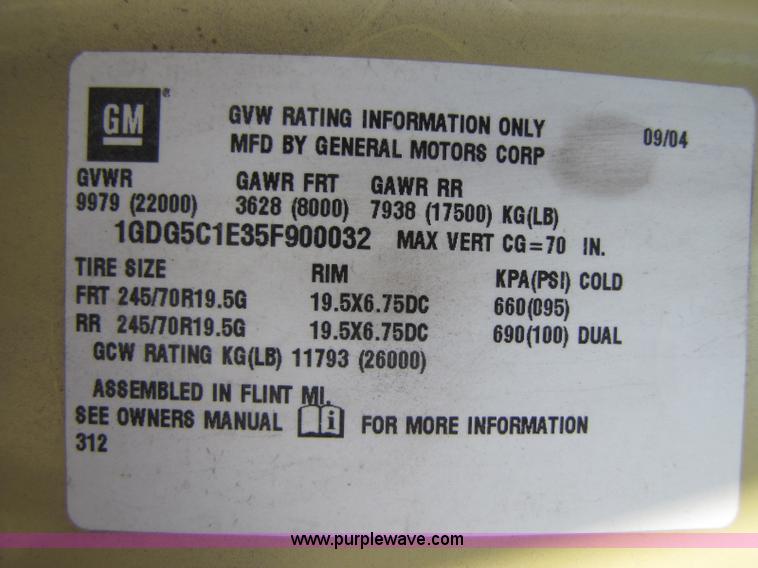 GM® GVW RATING INFORMATION ONLY 09/04
MFD BY GENERAL MOTORS CORP
GVWR GAWR FRT GAWR RR
9979 (22000) 3628 (8000) 7938 (17500) KG(LB)
1GDG5C1E35F900032 MAX VERT CG=70 IN.
TIRE SIZE RIM KPA(PSI) COLD
FRT 245/70R19.5G 19.5X6.75DC 660(095)
RR 245/70R19.5G 19.5X6.75DC 690(100) DUAL
GCW RATING KG(LB) 11793 (26000)
ASSEMBLED IN FLINT MI.
SEE OWNERS MANUAL i FOR MORE INFORMATION
312
www.purplewave.com